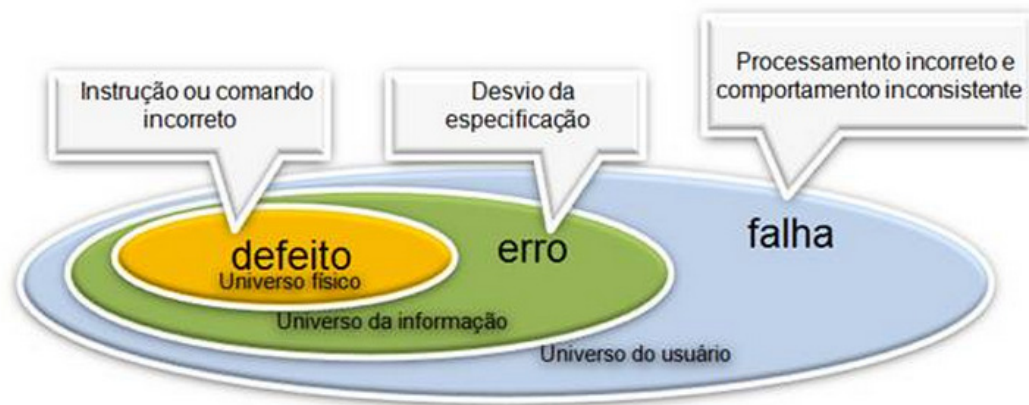 Instrução ou comando
incorreto
Desvio da
especificação
Processamento incorreto e
comportamento inconsistente
defeito
Universo físico
erro
Universo da informação
falha
Universo do usuário